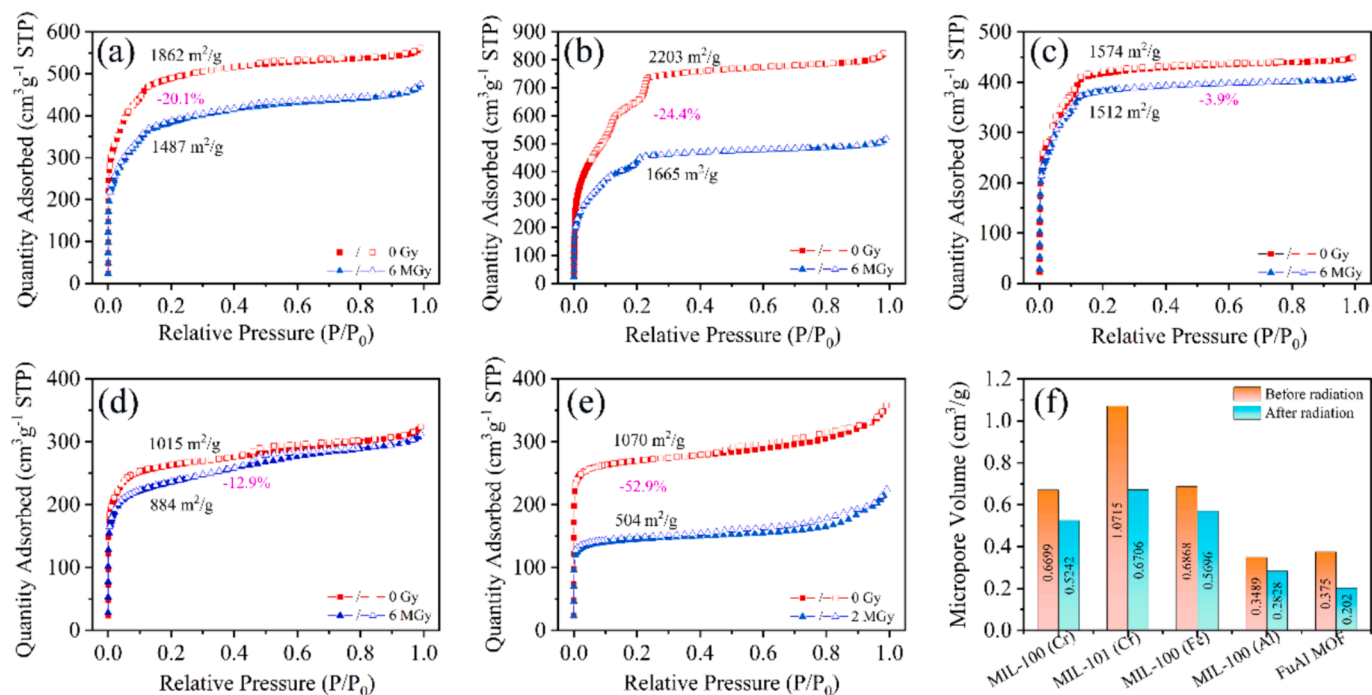 (a)
Quantity Adsorbed (cm³g⁻¹ STP)
600
500
400
300
200
100
0
1862 m²/g
-20.1%
1487 m²/g
/ 0 Gy
/ 6 MGy
0.0 0.2 0.4 0.6 0.8 1.0
Relative Pressure (P/P₀)
(b)
Quantity Adsorbed (cm³g⁻¹ STP)
900
800
700
600
500
400
300
200
100
0
2203 m²/g
-24.4%
1665 m²/g
/ 0 Gy
/ 6 MGy
0.0 0.2 0.4 0.6 0.8 1.0
Relative Pressure (P/P₀)
(c)
Quantity Adsorbed (cm³g⁻¹ STP)
500
400
300
200
100
0
1574 m²/g
-3.9%
1512 m²/g
/ 0 Gy
/ 6 MGy
0.0 0.2 0.4 0.6 0.8 1.0
Relative Pressure (P/P₀)
(d)
Quantity Adsorbed (cm³g⁻¹ STP)
400
300
200
100
0
1015 m²/g
-12.9%
884 m²/g
/ 0 Gy
/ 6 MGy
0.0 0.2 0.4 0.6 0.8 1.0
Relative Pressure (P/P₀)
(e)
Quantity Adsorbed (cm³g⁻¹ STP)
400
350
300
250
200
150
100
50
0
1070 m²/g
-52.9%
504 m²/g
/ 0 Gy
/ 2 MGy
0.0 0.2 0.4 0.6 0.8 1.0
Relative Pressure (P/P₀)
(f)
Micropore Volume (cm³/g)
1.2
1.0
0.8
0.6
0.4
0.2
0.0
Before radiation
After radiation
0.6699
0.5242
1.0715
0.6706
0.6868
0.5696
0.3489
0.2828
0.375
0.202
MIL-100 (Cr)
MIL-101 (Cr)
MIL-100 (Fe)
MIL-100 (Al)
FuAl MOF